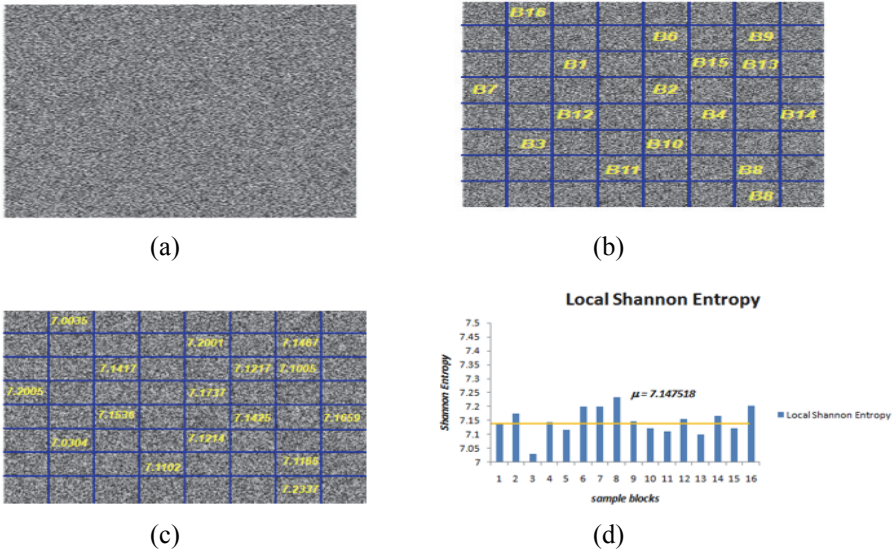 B16
B6 B9
B1 B15 B13
B7 B2
B12 B4 B14
B3 B10
B11 B8
B8
(a) (b)
7.0035
7.2001 7.1467
7.1417 7.1217 7.1005
7.2005 7.1737
7.1536 7.1425 7.1659
7.0304 7.1214
7.1102 7.1166
7.2337
(c)
Local Shannon Entropy
7.5
7.45
7.4
7.35
7.3
7.25
7.2
7.15
7.1
7.05
7
Shannon Entropy
μ = 7.147518
Local Shannon Entropy
1 2 3 4 5 6 7 8 9 10 11 12 13 14 15 16
sample blocks
(d)